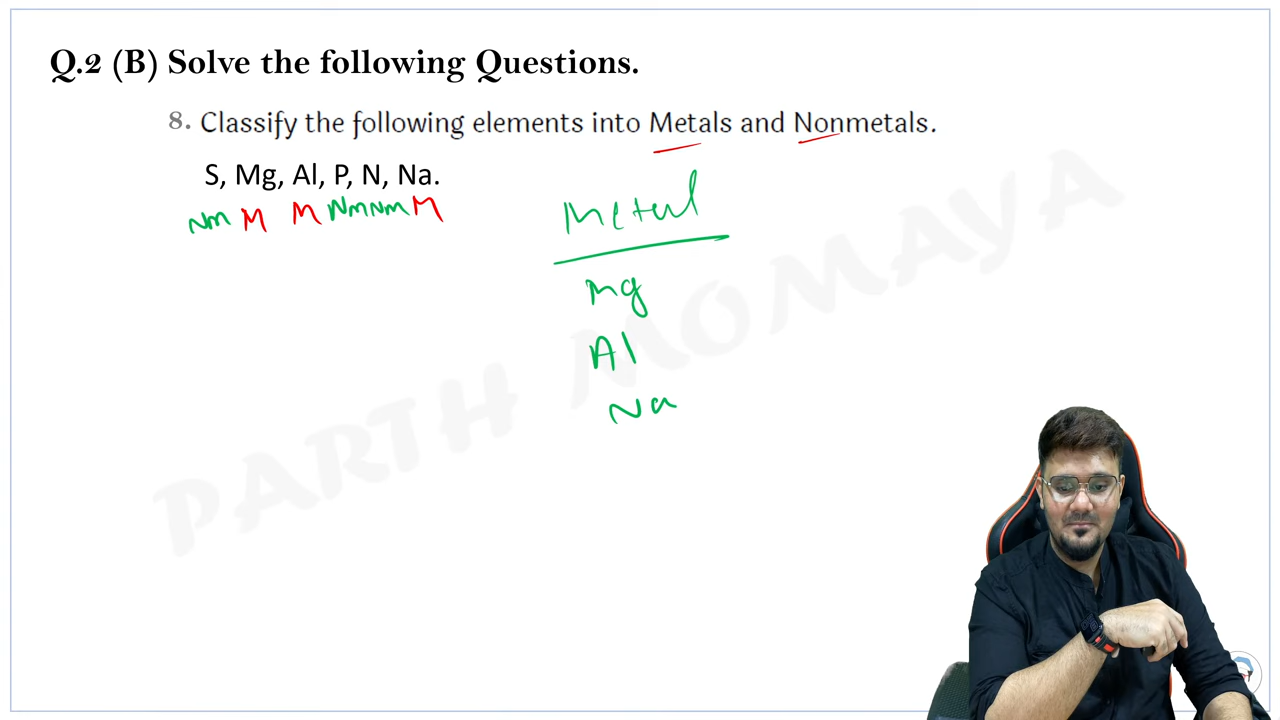 Q.2 (B) Solve the following Questions.
8. Classify the following elements into Metals and Nonmetals.
S, Mg, Al, P, N, Na.
Nm M M Nm Nm M
Metal
Mg
Al
Na
PARTH MOMAYA